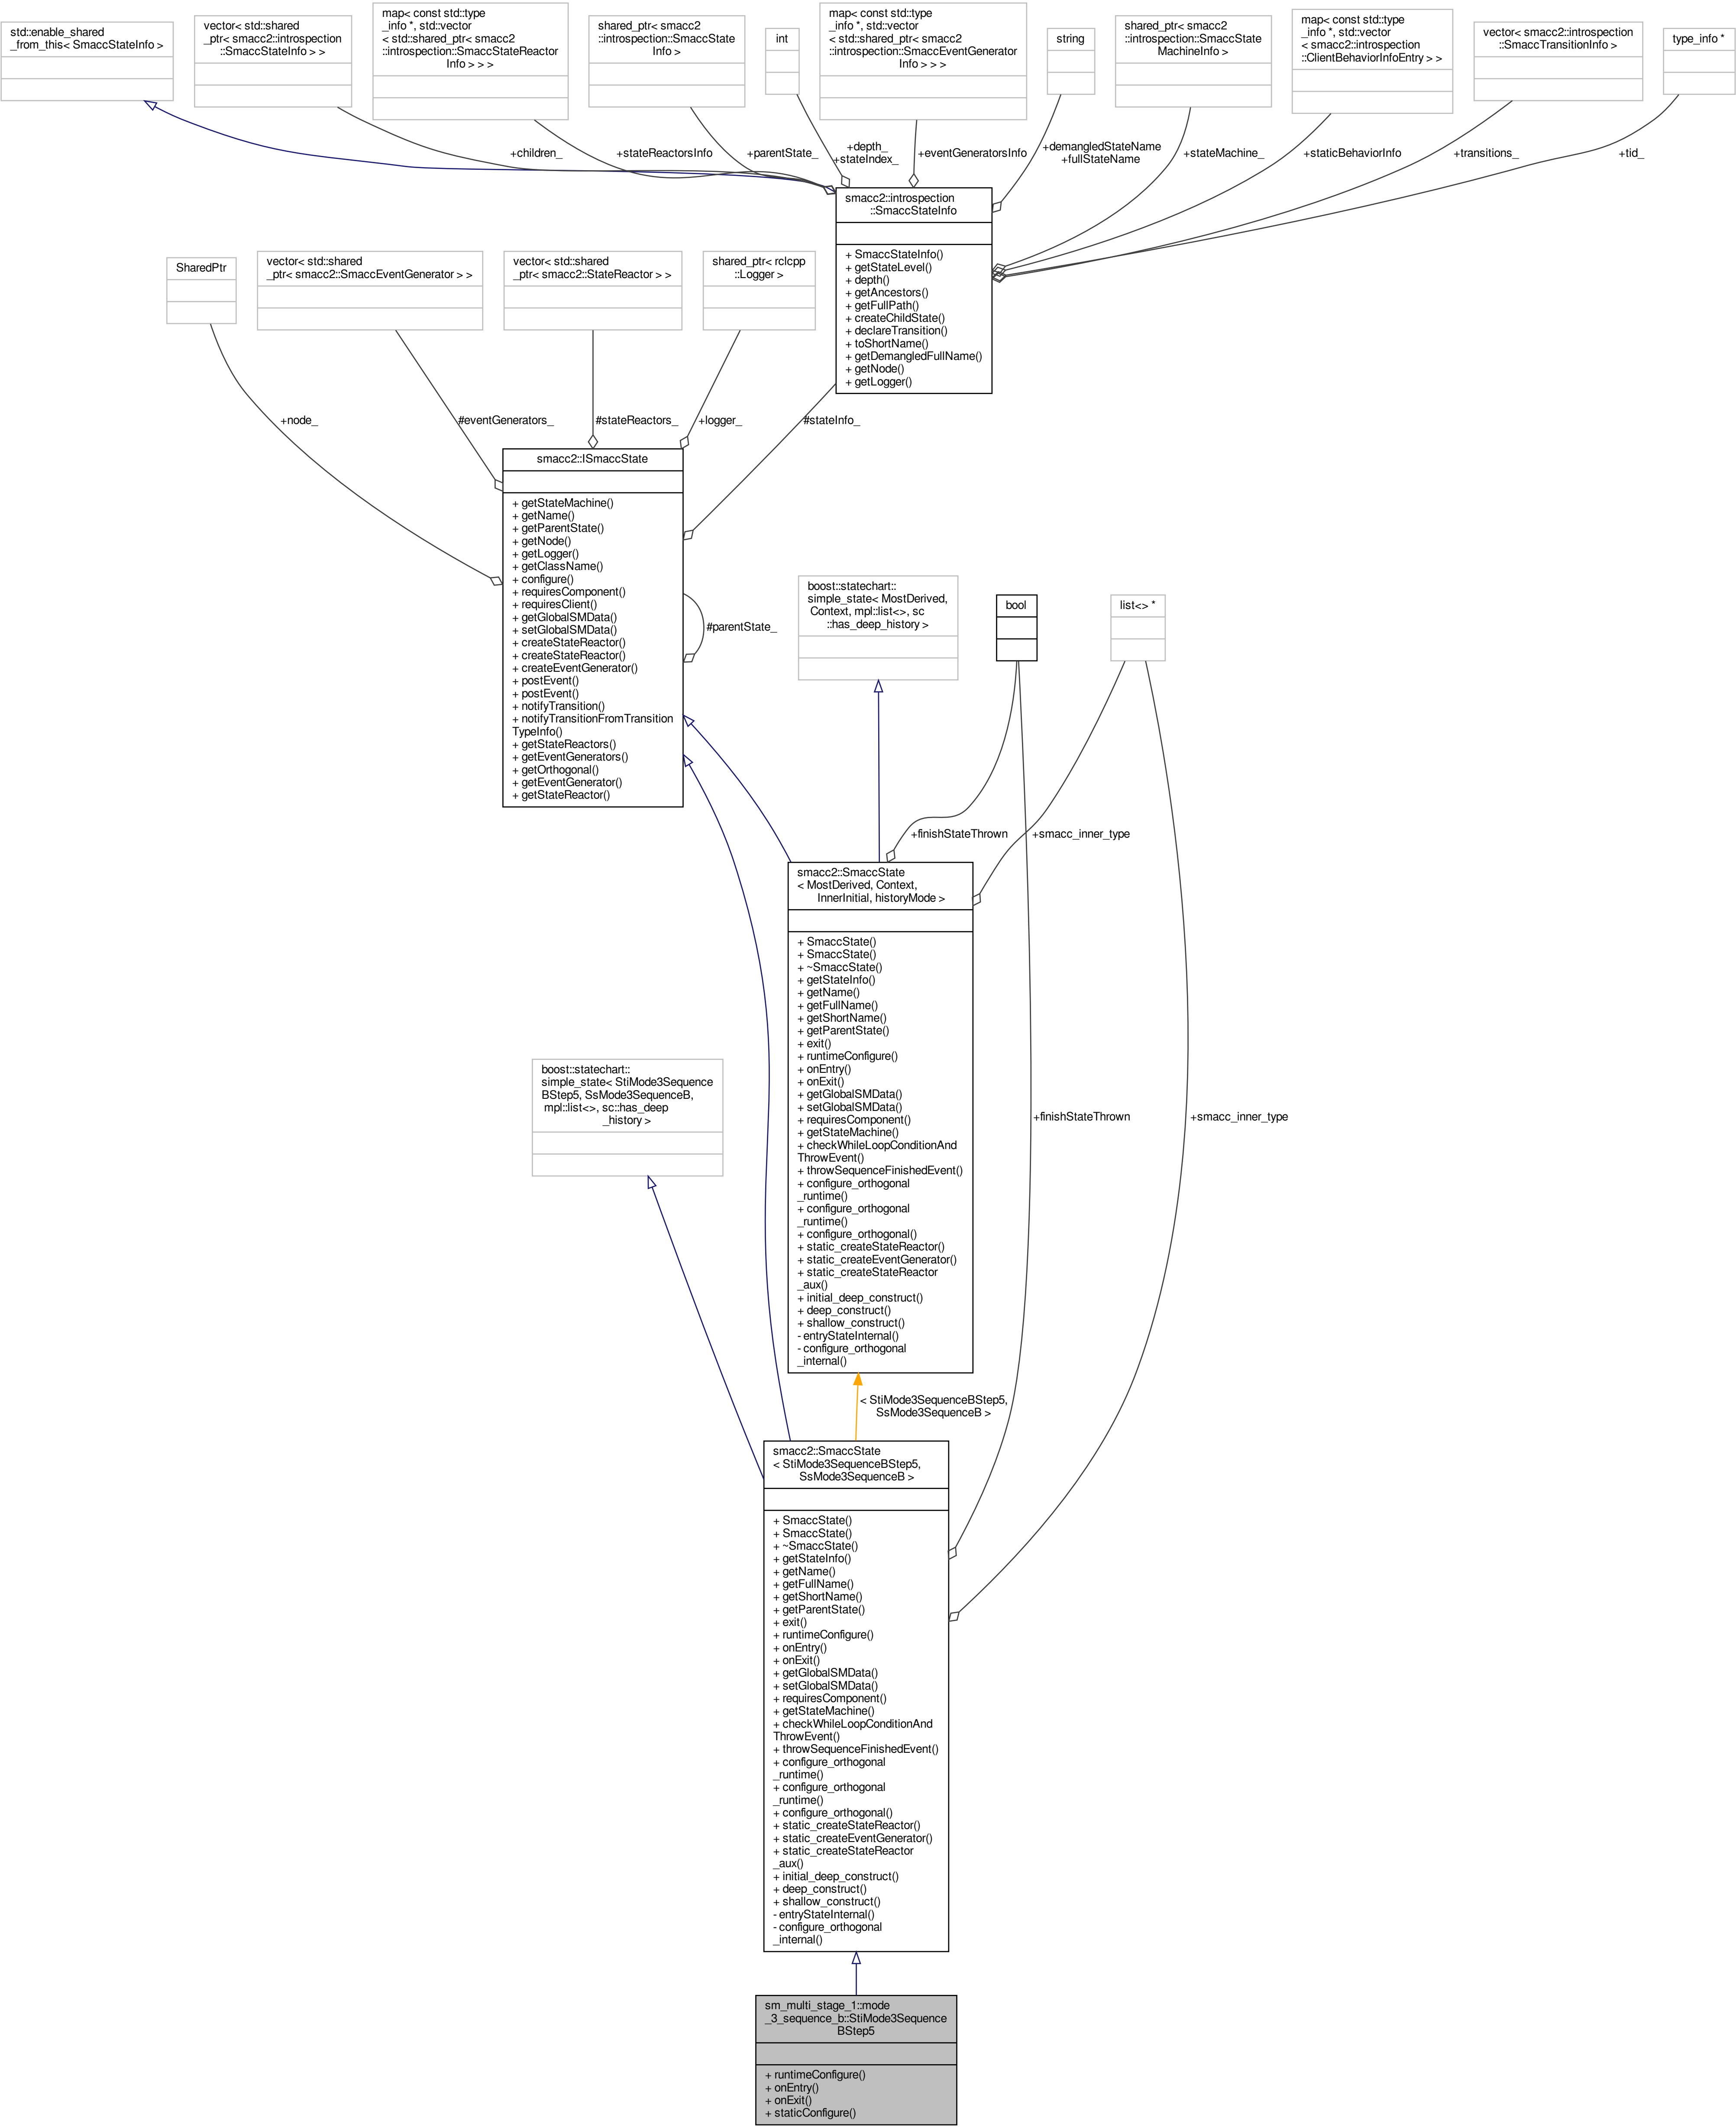 std::enable_shared
_from_this< SmaccStateInfo >
vector< std::shared
_ptr< smacc2::introspection
::SmaccStateInfo > >
map< const std::type
_info *, std::vector
< std::shared_ptr< smacc2
::introspection::SmaccStateReactor
Info > > >
shared_ptr< smacc2
::introspection::SmaccState
Info >
int
map< const std::type
_info *, std::vector
< std::shared_ptr< smacc2
::introspection::SmaccEventGenerator
Info > > >
string
shared_ptr< smacc2
::introspection::SmaccState
MachineInfo >
map< const std::type
_info *, std::vector
< smacc2::introspection
::ClientBehaviorInfoEntry > >
vector< smacc2::introspection
::SmaccTransitionInfo >
type_info *
+children_
+stateReactorsInfo
+parentState_
+depth_
+stateIndex_
+eventGeneratorsInfo
+demangledStateName
+fullStateName
+stateMachine_
+staticBehaviorInfo
+transitions_
+tid_
smacc2::introspection
::SmaccStateInfo
+ SmaccStateInfo()
+ getStateLevel()
+ depth()
+ getAncestors()
+ getFullPath()
+ createChildState()
+ declareTransition()
+ toShortName()
+ getDemangledFullName()
+ getNode()
+ getLogger()
SharedPtr
vector< std::shared
_ptr< smacc2::SmaccEventGenerator > >
vector< std::shared
_ptr< smacc2::StateReactor > >
shared_ptr< rclcpp
::Logger >
+node_
#eventGenerators_
#stateReactors_
+logger_
#stateInfo_
smacc2::ISmaccState
+ getStateMachine()
+ getName()
+ getParentState()
+ getNode()
+ getLogger()
+ getClassName()
+ configure()
+ requiresComponent()
+ requiresClient()
+ getGlobalSMData()
+ setGlobalSMData()
+ createStateReactor()
+ createStateReactor()
+ createEventGenerator()
+ postEvent()
+ postEvent()
+ notifyTransition()
+ notifyTransitionFromTransition
TypeInfo()
+ getStateReactors()
+ getEventGenerators()
+ getOrthogonal()
+ getEventGenerator()
+ getStateReactor()
#parentState_
boost::statechart::
simple_state< MostDerived,
Context, mpl::list<>, sc
::has_deep_history >
bool
list<> *
+finishStateThrown
+smacc_inner_type
smacc2::SmaccState
< MostDerived, Context,
InnerInitial, historyMode >
+ SmaccState()
+ SmaccState()
+ ~SmaccState()
+ getStateInfo()
+ getName()
+ getFullName()
+ getShortName()
+ getParentState()
+ exit()
+ runtimeConfigure()
+ onEntry()
+ onExit()
+ getGlobalSMData()
+ setGlobalSMData()
+ requiresComponent()
+ getStateMachine()
+ checkWhileLoopConditionAnd
ThrowEvent()
+ throwSequenceFinishedEvent()
+ configure_orthogonal
_runtime()
+ configure_orthogonal
_runtime()
+ configure_orthogonal()
+ static_createStateReactor()
+ static_createEventGenerator()
+ static_createStateReactor
_aux()
+ initial_deep_construct()
+ deep_construct()
+ shallow_construct()
- entryStateInternal()
- configure_orthogonal
_internal()
boost::statechart::
simple_state< StiMode3Sequence
BStep5, SsMode3SequenceB,
mpl::list<>, sc::has_deep
_history >
+finishStateThrown
+smacc_inner_type
< StiMode3SequenceBStep5,
SsMode3SequenceB >
smacc2::SmaccState
< StiMode3SequenceBStep5,
SsMode3SequenceB >
+ SmaccState()
+ SmaccState()
+ ~SmaccState()
+ getStateInfo()
+ getName()
+ getFullName()
+ getShortName()
+ getParentState()
+ exit()
+ runtimeConfigure()
+ onEntry()
+ onExit()
+ getGlobalSMData()
+ setGlobalSMData()
+ requiresComponent()
+ getStateMachine()
+ checkWhileLoopConditionAnd
ThrowEvent()
+ throwSequenceFinishedEvent()
+ configure_orthogonal
_runtime()
+ configure_orthogonal
_runtime()
+ configure_orthogonal()
+ static_createStateReactor()
+ static_createEventGenerator()
+ static_createStateReactor
_aux()
+ initial_deep_construct()
+ deep_construct()
+ shallow_construct()
- entryStateInternal()
- configure_orthogonal
_internal()
sm_multi_stage_1::mode
_3_sequence_b::StiMode3Sequence
BStep5
+ runtimeConfigure()
+ onEntry()
+ onExit()
+ staticConfigure()